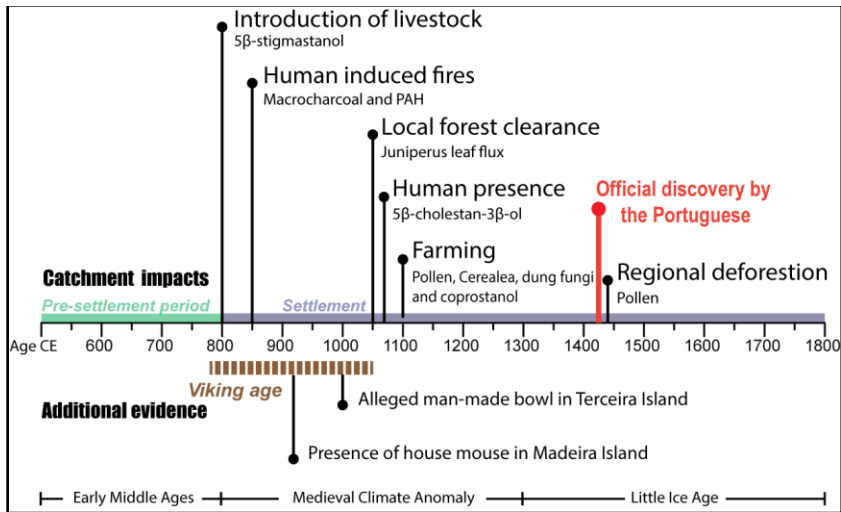 Introduction of livestock
5β-stigmastanol
Human induced fires
Macrocharcoal and PAH
Local forest clearance
Juniperus leaf flux
Human presence
5β-cholestan-3β-ol
Official discovery by
the Portuguese
Farming
Pollen, Cerealea, dung fungi
and coprostanol
Regional deforestion
Pollen
Catchment impacts
Pre-settlement period
Settlement
Age CE 600 700 800 900 1000 1100 1200 1300 1400 1500 1600 1700 1800
Viking age
Additional evidence
Alleged man-made bowl in Terceira Island
Presence of house mouse in Madeira Island
Early Middle Ages Medieval Climate Anomaly Little Ice Age